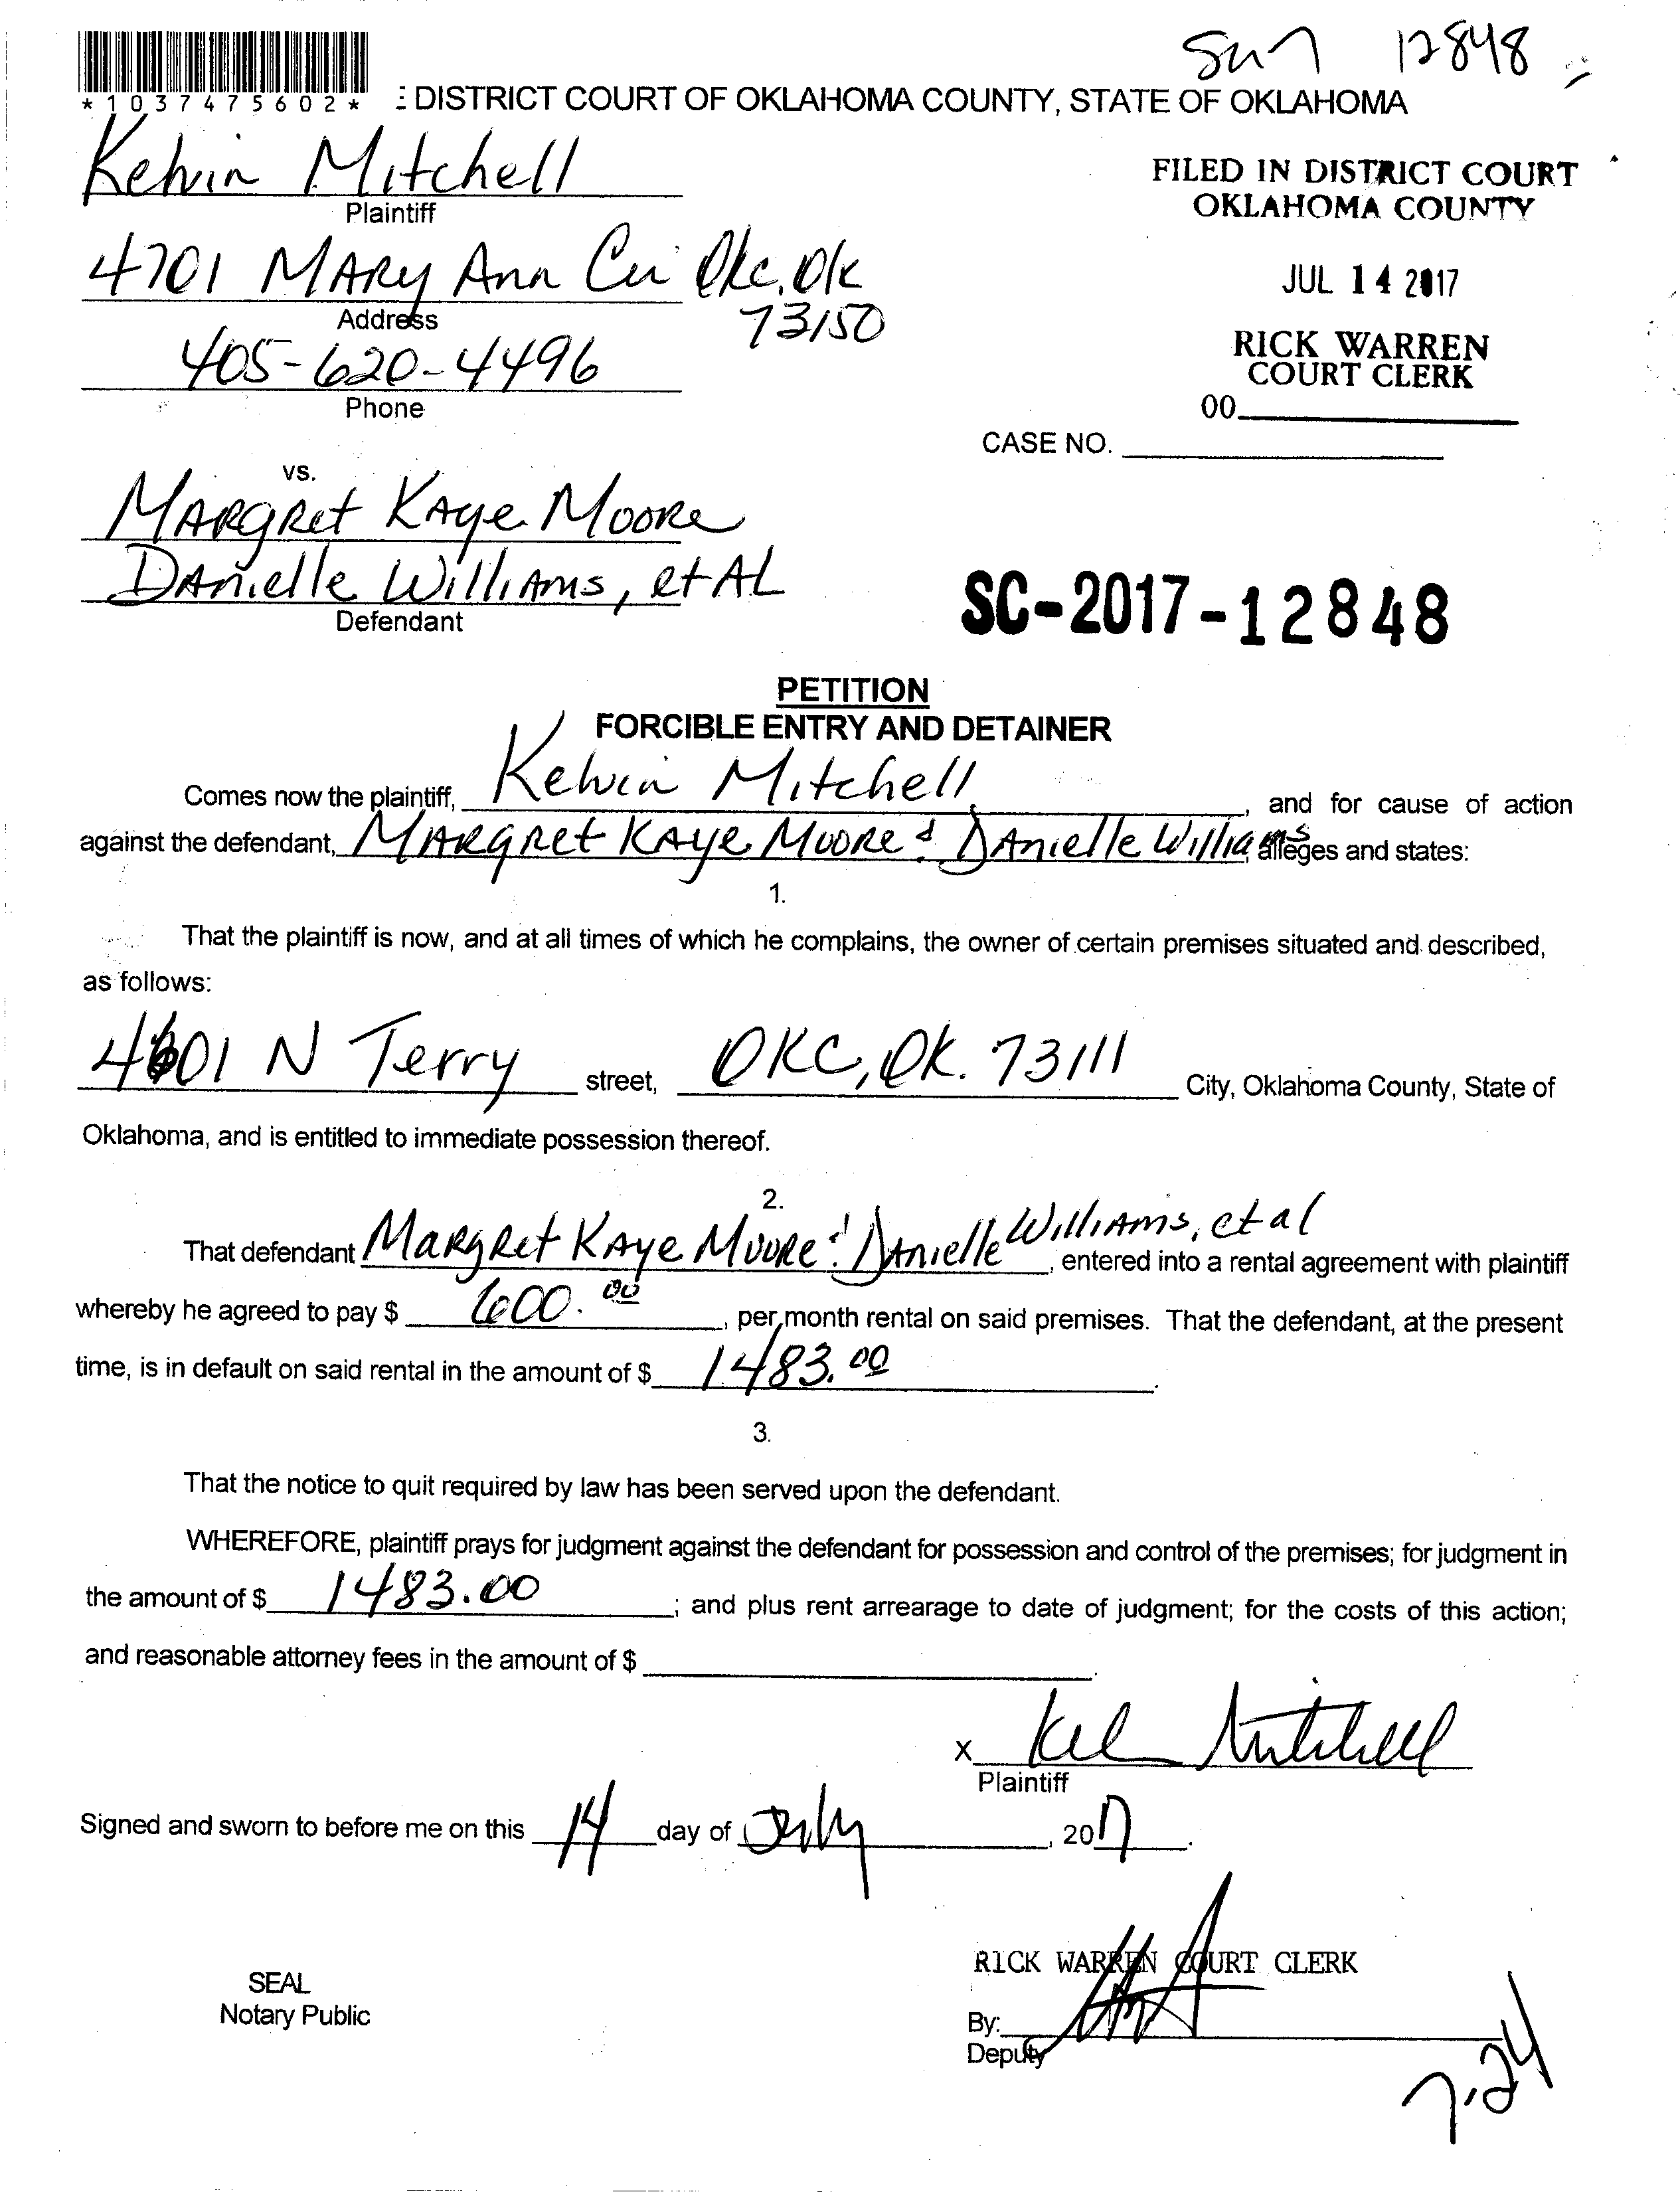 SM7 12848
*1037475602*
DISTRICT COURT OF OKLAHOMA COUNTY, STATE OF OKLAHOMA
Kelvin Mitchell
Plaintiff
FILED IN DISTRICT COURT
OKLAHOMA COUNTY
4701 MARY Ann Cir Okc, Ok
73150
Address
JUL 14 2017
405-620-4496
Phone
RICK WARREN
COURT CLERK
00
CASE NO.
vs.
MARGRet KAye MooRe
DAnielle WilliAms, et AL
Defendant
SC-2017-12848
PETITION
FORCIBLE ENTRY AND DETAINER
Comes now the plaintiff, Kelvin Mitchell, and for cause of action
against the defendant, MARgRet KAye MooRe & DAnielle Williams alleges and states:
1.
That the plaintiff is now, and at all times of which he complains, the owner of certain premises situated and described,
as follows:
4601 N Terry street, OKC, OK. 73111 City, Oklahoma County, State of
Oklahoma, and is entitled to immediate possession thereof.
2.
That defendant MaRgRet KAye MooRe & DAnielle WilliAms, et al, entered into a rental agreement with plaintiff
whereby he agreed to pay $ 600.00, per month rental on said premises. That the defendant, at the present
time, is in default on said rental in the amount of $ 1483.00.
3.
That the notice to quit required by law has been served upon the defendant.
WHEREFORE, plaintiff prays for judgment against the defendant for possession and control of the premises; for judgment in
the amount of $ 1483.00; and plus rent arrearage to date of judgment; for the costs of this action;
and reasonable attorney fees in the amount of $ .
x Kel Mitchell
Plaintiff
Signed and sworn to before me on this 14 day of July, 2017.
RICK WARREN COURT CLERK
SEAL
Notary Public
By:
Deputy
7.24